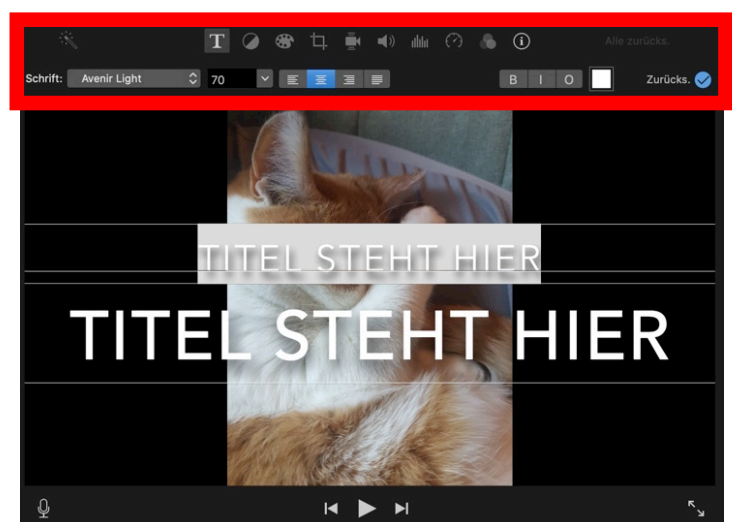 T Alle zurücks.
Schrift: Avenir Light 70 B I O Zurücks.
TITEL STEHT HIER
TITEL STEHT HIER